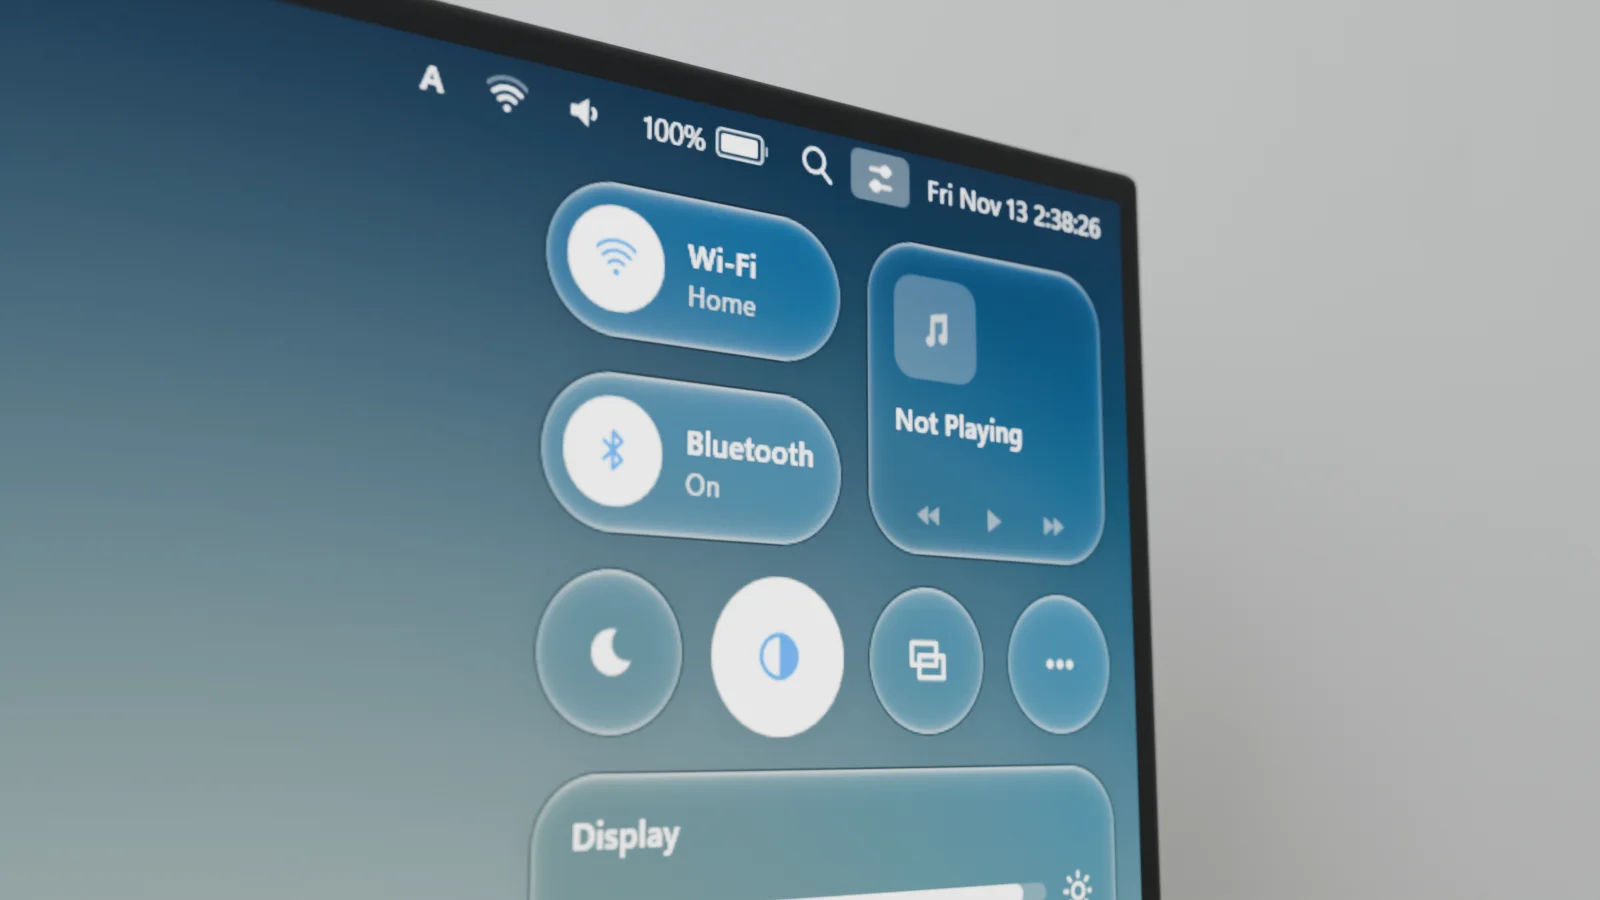 A 100% Fri Nov 13 2:38:26
Wi-Fi
Home
Not Playing
Bluetooth
On
Display